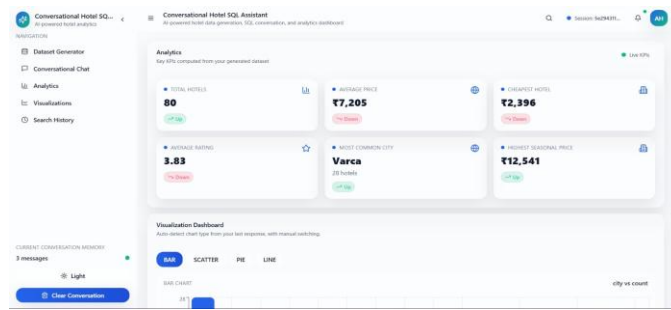 Conversational Hotel SQ...
AI-powered hotel analytics
NAVIGATION
Dataset Generator
Conversational Chat
Analytics
Visualizations
Search History
CURRENT CONVERSATION MEMORY
3 messages
Light
Clear Conversation
Conversational Hotel SQL Assistant
AI-powered hotel data generation, SQL conversation, and analytics dashboard
AH
Analytics
Key KPIs computed from your generated dataset
Live KPIs
TOTAL HOTELS
80
Up
AVERAGE PRICE
₹7,205
Down
CHEAPEST HOTEL
₹2,396
Down
AVERAGE RATING
3.83
Down
MOST COMMON CITY
Varca
20 hotels
Up
HIGHEST SEASONAL PRICE
₹12,541
Up
Visualization Dashboard
Auto-detect chart type from your last response, with manual switching.
BAR SCATTER PIE LINE
BAR CHART
city vs count